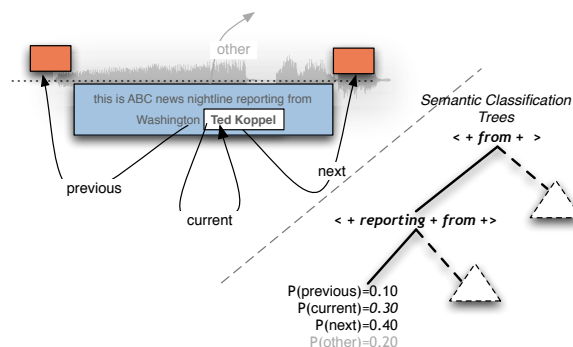 other
this is ABC news nightline reporting from
Washington Ted Koppel
previous
current
next
Semantic Classification
Trees
< + from + >
< + reporting + from +>
P(previous)=0.10
P(current)=0.30
P(next)=0.40
P(other)=0.20